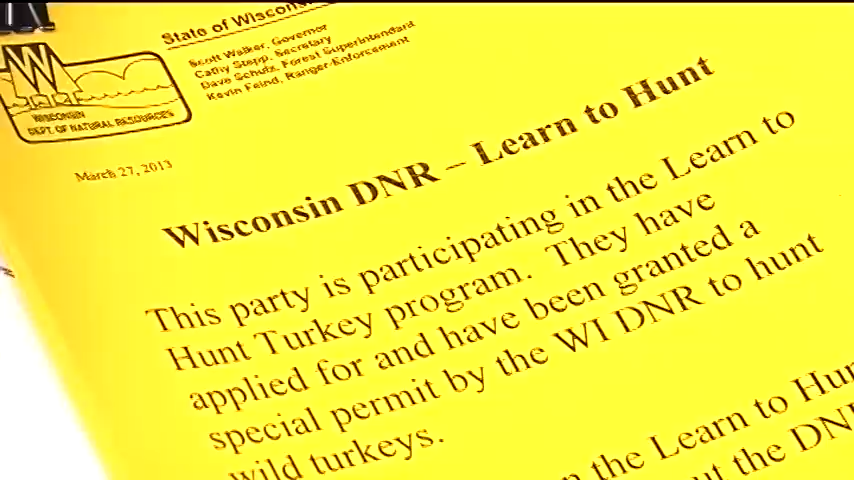 State of Wisconsin
Scott Walker, Governor
Cathy Stepp, Secretary
Dave Schulz, Forest Superintendant
Kevin Feind, Ranger-Enforcement
W
WISCONSIN
DEPT. OF NATURAL RESOURCES
March 27, 2013
Wisconsin DNR – Learn to Hunt
This party is participating in the Learn to
Hunt Turkey program. They have
applied for and have been granted a
special permit by the WI DNR to hunt
wild turkeys.
n the Learn to Hun
ut the DN